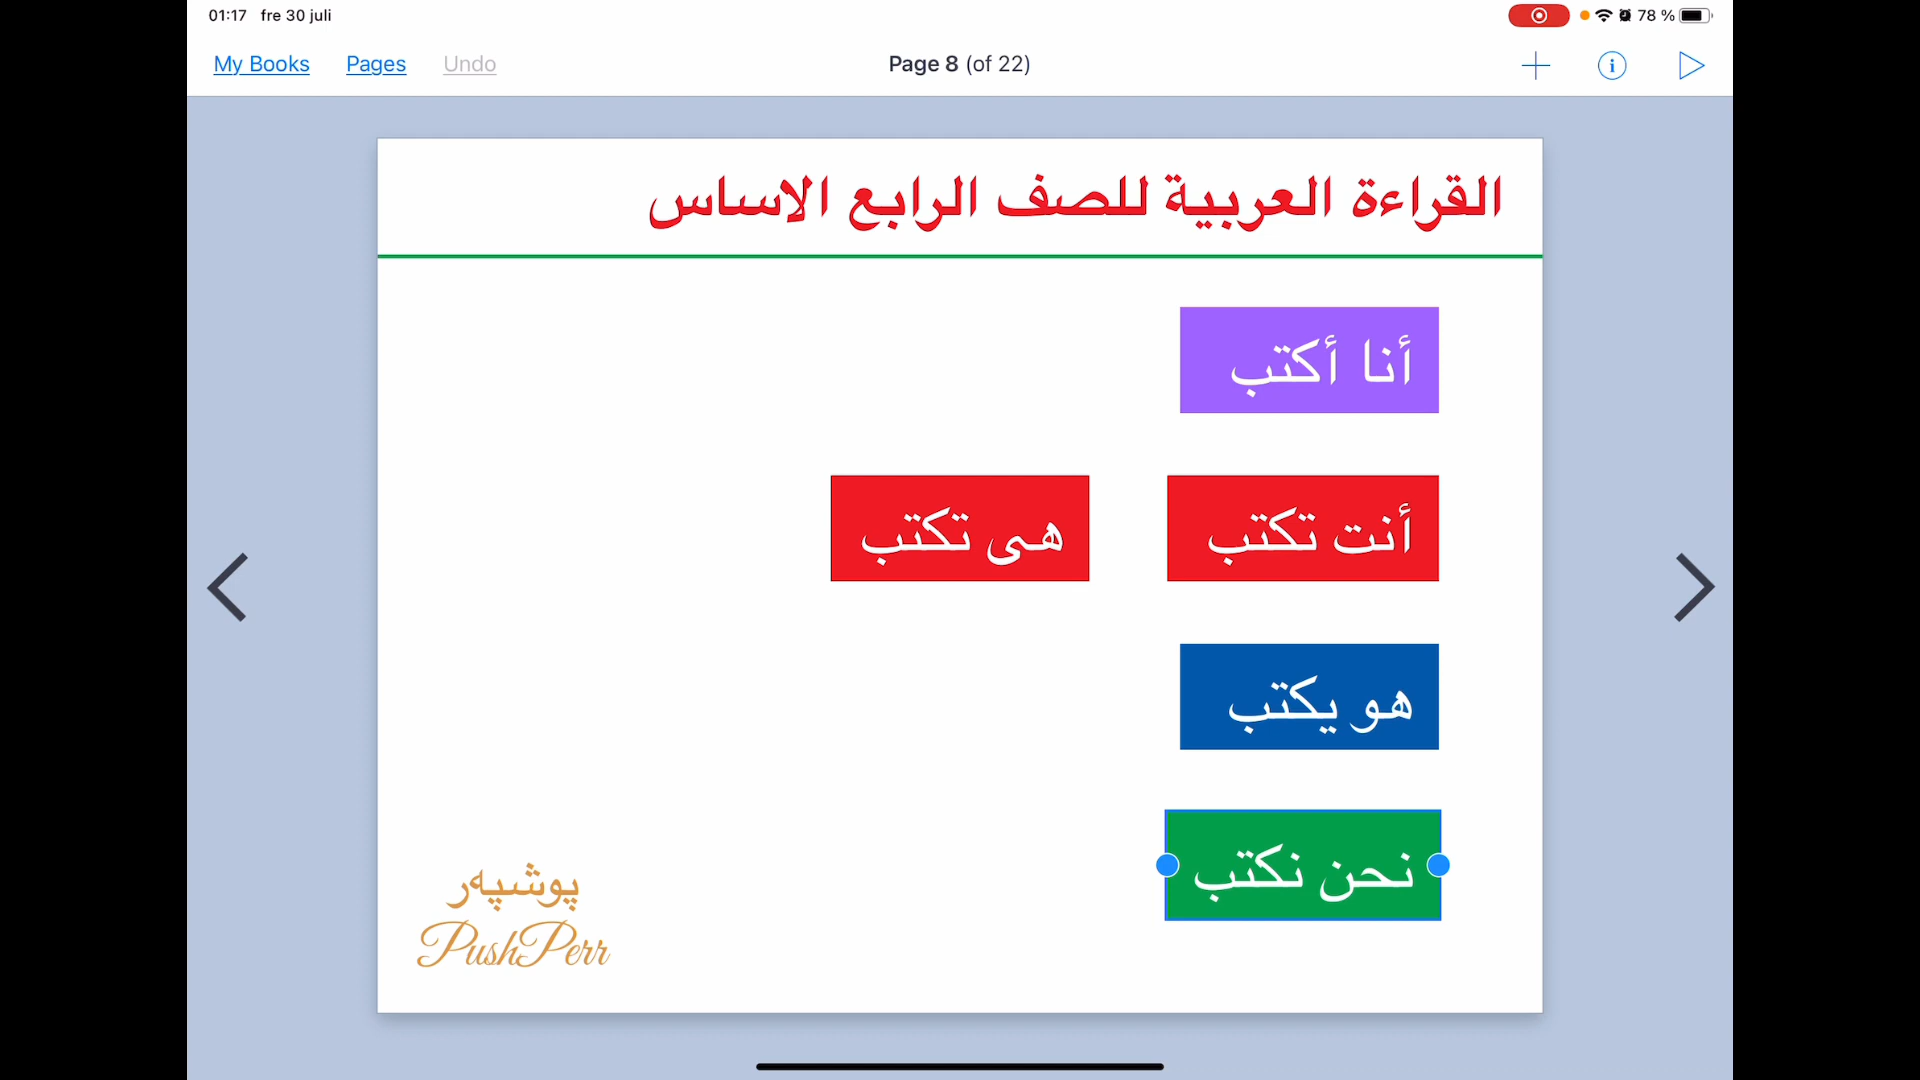 01:17 fre 30 juli 78 %
My Books Pages Undo Page 8 (of 22)
القراءة العربية للصف الرابع الاساس
أنا أكتب
أنت تكتب هى تكتب
هو يكتب
نحن نكتب
پوشپەر
PushPerr